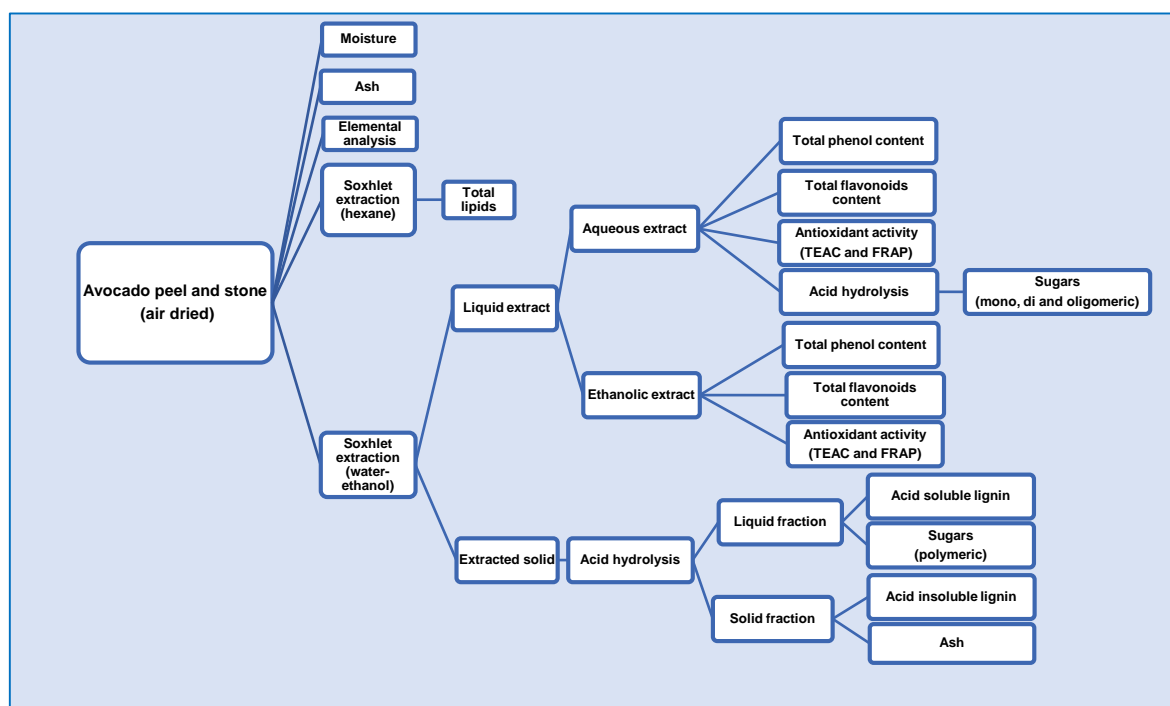 Moisture
Ash
Elemental
analysis
Soxhlet
extraction
(hexane)
Total
lipids
Avocado peel and stone
(air dried)
Soxhlet
extraction
(water-
ethanol)
Liquid extract
Aqueous extract
Total phenol content
Total flavonoids
content
Antioxidant activity
(TEAC and FRAP)
Acid hydrolysis
Sugars
(mono, di and oligomeric)
Ethanolic extract
Total phenol content
Total flavonoids
content
Antioxidant activity
(TEAC and FRAP)
Extracted solid
Acid hydrolysis
Liquid fraction
Acid soluble lignin
Sugars
(polymeric)
Solid fraction
Acid insoluble lignin
Ash